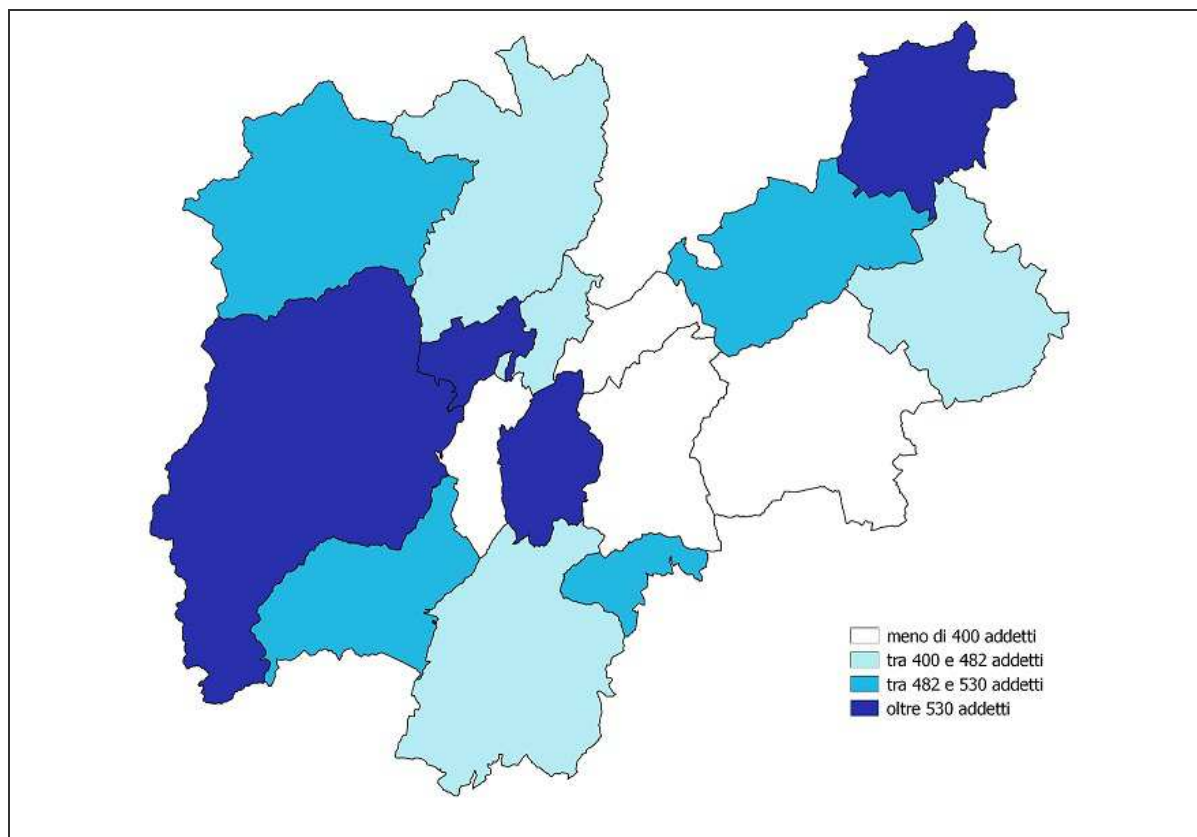 meno di 400 addetti
tra 400 e 482 addetti
tra 482 e 530 addetti
oltre 530 addetti